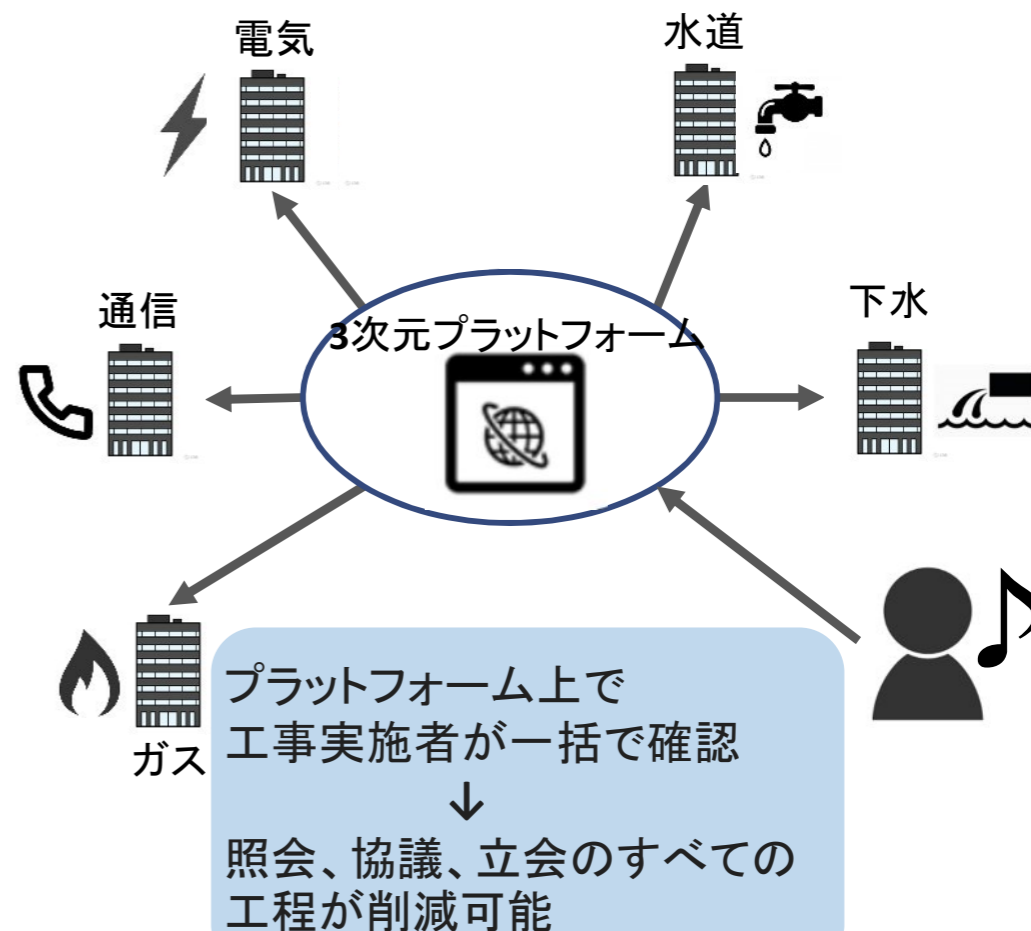 電気
水道
通信
下水
3次元プラットフォーム
ガス
プラットフォーム上で
工事実施者が一括で確認
↓
照会、協議、立会のすべての
工程が削減可能